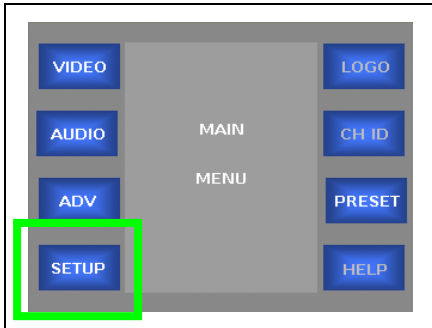 VIDEO
LOGO
AUDIO
MAIN
CH ID
MENU
ADV
PRESET
SETUP
HELP